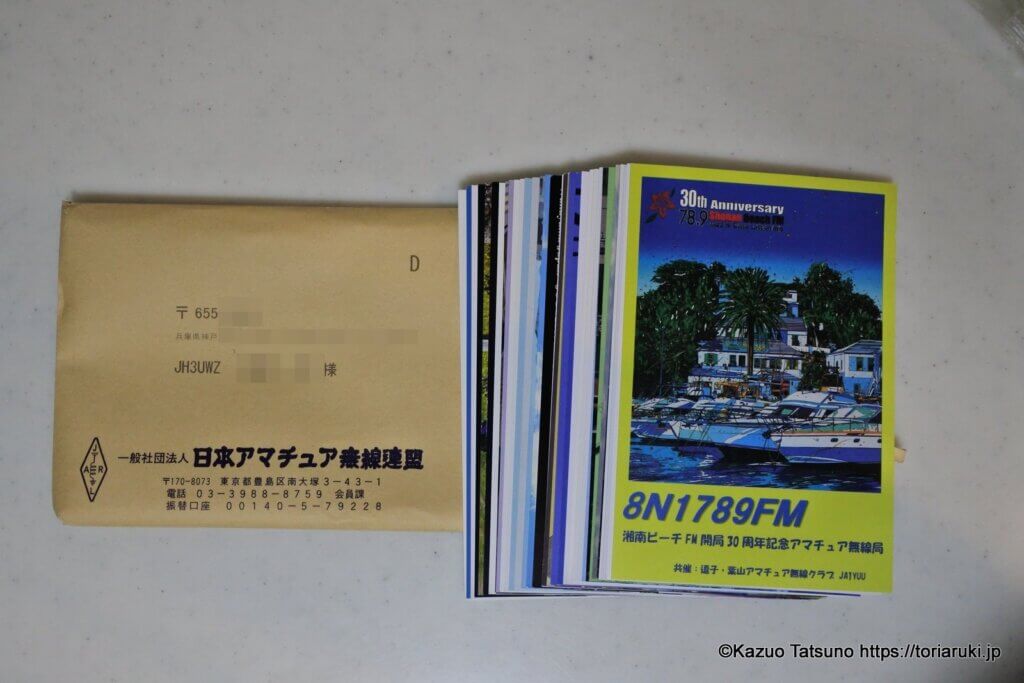 D
〒 655
兵庫県神戸
JH3UWZ 様
JARL
一般社団法人 日本アマチュア無線連盟
〒170-8073 東京都豊島区南大塚3-43-1
電話 03-3988-8759 会員課
振替口座 00140-5-79228
30th Anniversary
78.9 Shonan Beach FM
8N1789FM
湘南ビーチFM開局30周年記念アマチュア無線局
共催：逗子・葉山アマチュア無線クラブ JA1YUU
©Kazuo Tatsuno https://toriaruki.jp